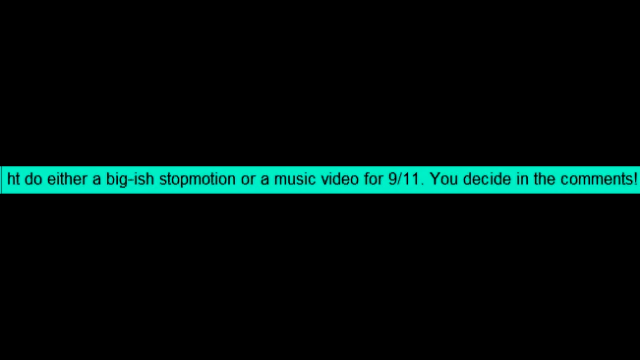 ht do either a big-ish stopmotion or a music video for 9/11. You decide in the comments!